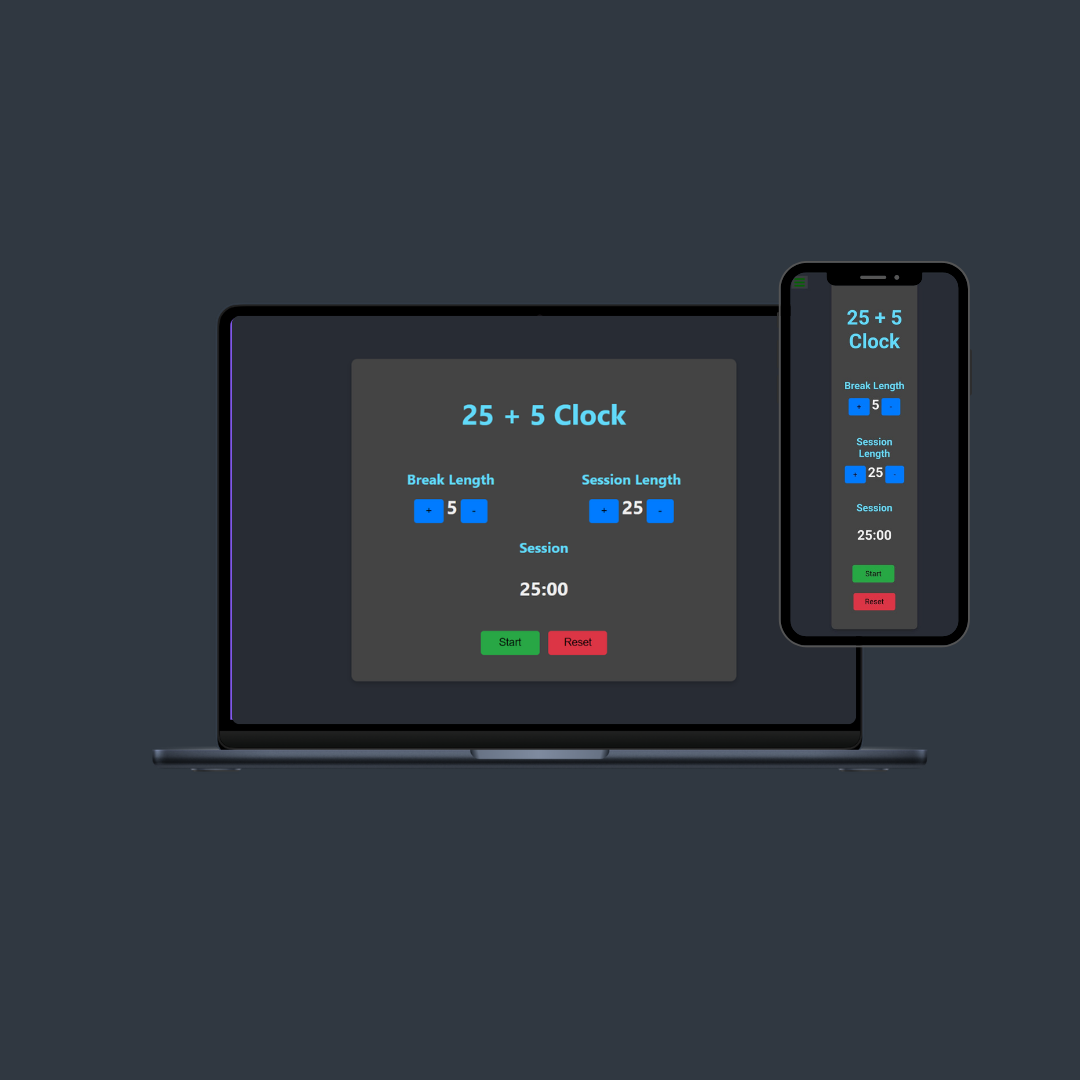 25 + 5 Clock
Break Length
Session Length
+ 5 -
+ 25 -
Session
25:00
Start
Reset
25 + 5
Clock
Break Length
+ 5 -
Session
Length
+ 25 -
Session
25:00
Start
Reset